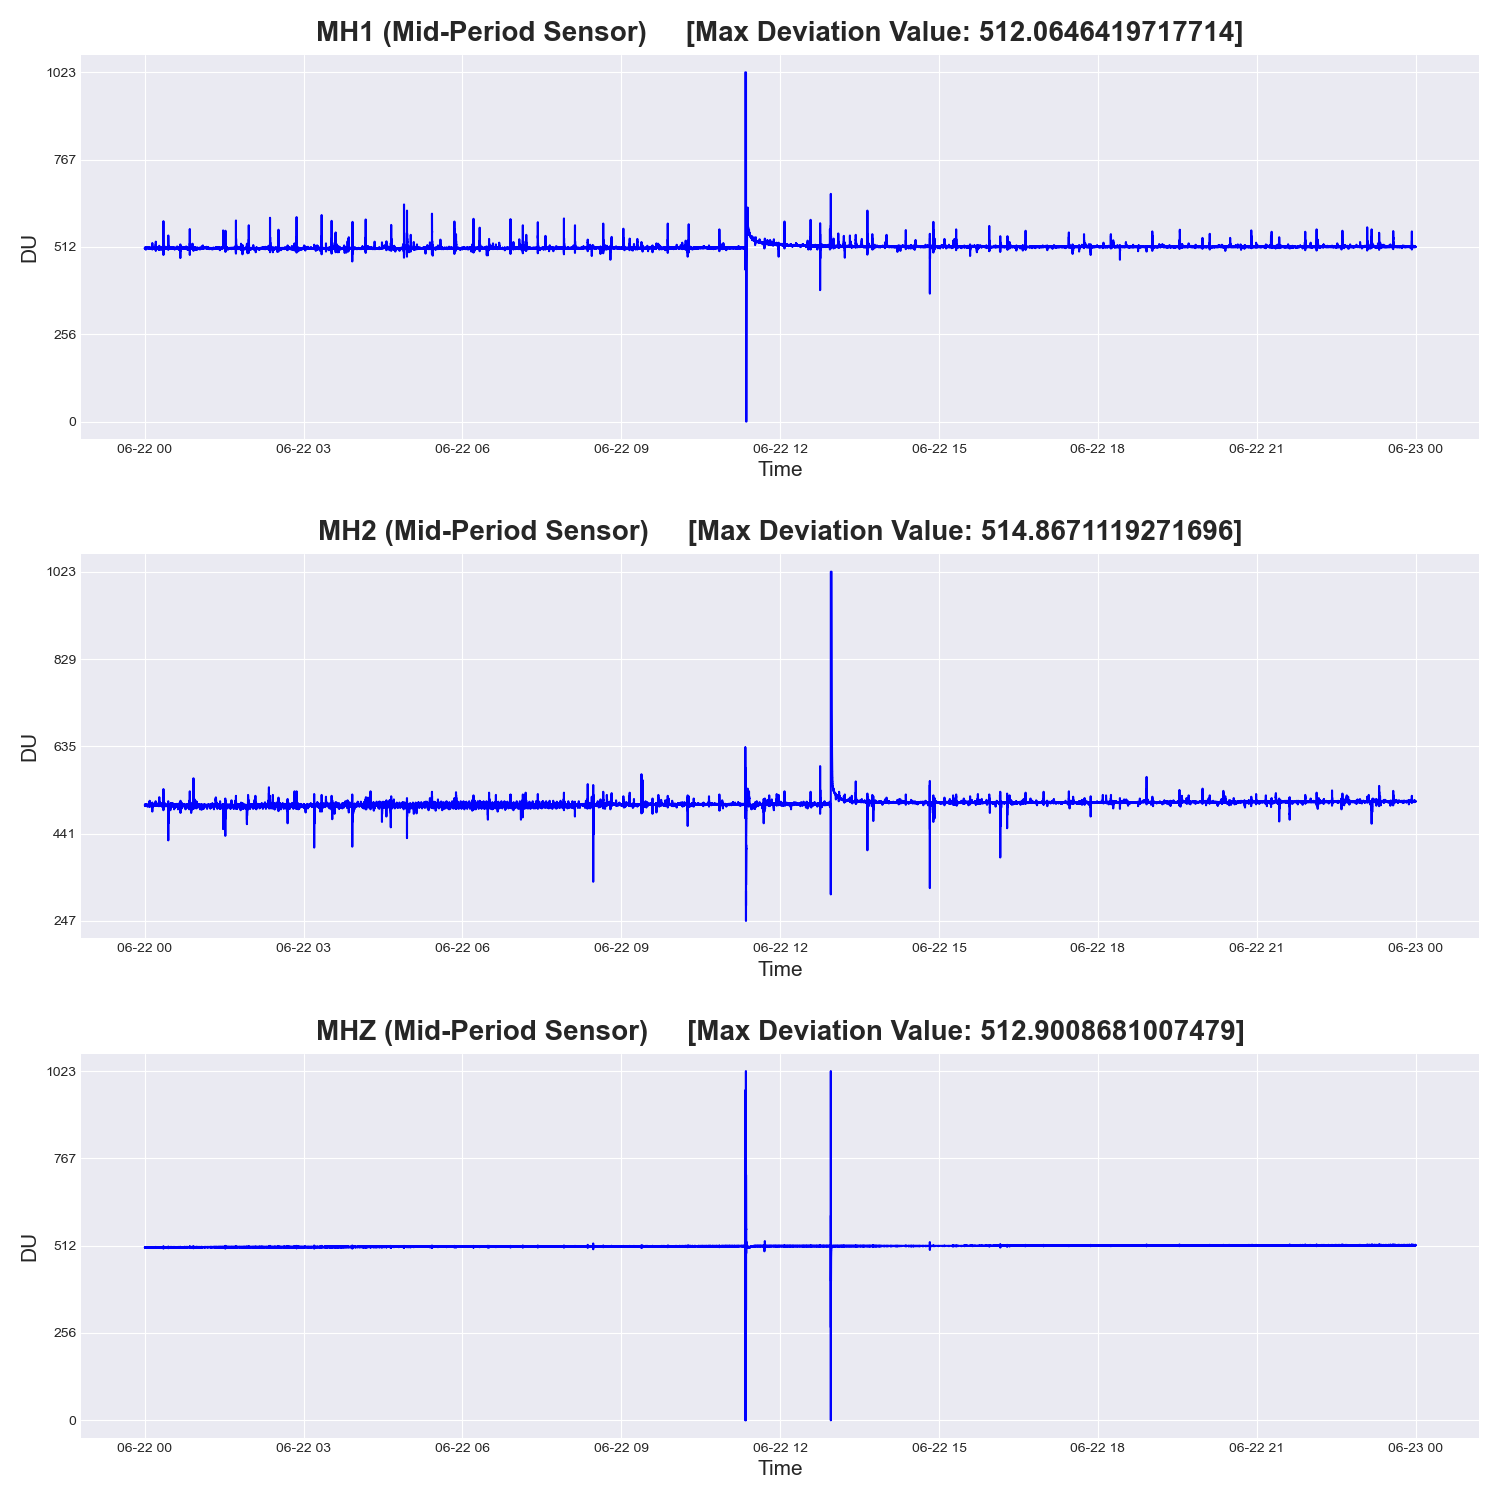 MH1 (Mid-Period Sensor)     [Max Deviation Value: 512.0646419717714]
1023
767
512
256
0
DU
06-22 00 06-22 03 06-22 06 06-22 09 06-22 12 06-22 15 06-22 18 06-22 21 06-23 00
Time
MH2 (Mid-Period Sensor)     [Max Deviation Value: 514.8671119271696]
1023
829
635
441
247
DU
06-22 00 06-22 03 06-22 06 06-22 09 06-22 12 06-22 15 06-22 18 06-22 21 06-23 00
Time
MHZ (Mid-Period Sensor)     [Max Deviation Value: 512.9008681007479]
1023
767
512
256
0
DU
06-22 00 06-22 03 06-22 06 06-22 09 06-22 12 06-22 15 06-22 18 06-22 21 06-23 00
Time